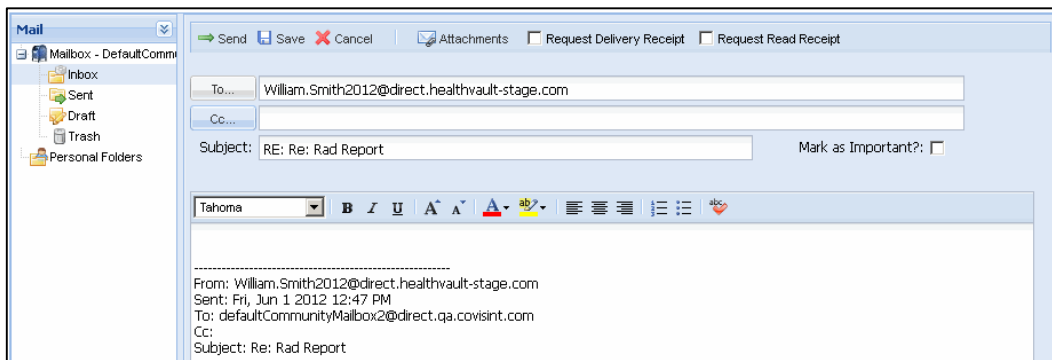 Mail
Mailbox - DefaultCommu
Inbox
Sent
Draft
Trash
Personal Folders
Send Save Cancel Attachments Request Delivery Receipt Request Read Receipt
To... William.Smith2012@direct.healthvault-stage.com
Cc...
Subject: RE: Re: Rad Report Mark as Important?:
Tahoma B I U A A A ab abc
From: William.Smith2012@direct.healthvault-stage.com
Sent: Fri, Jun 1 2012 12:47 PM
To: defaultCommunityMailbox2@direct.qa.covisint.com
Cc:
Subject: Re: Rad Report